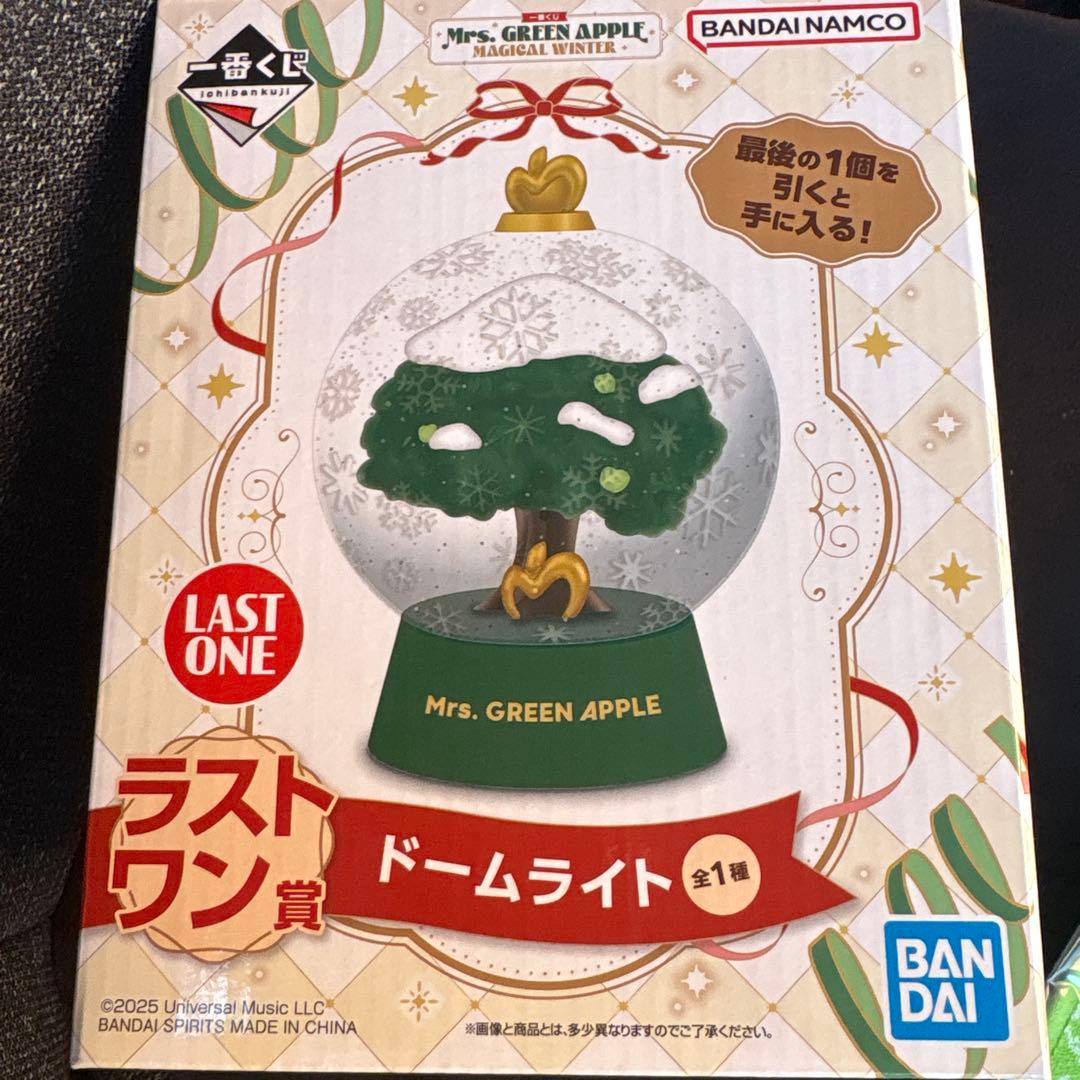 一番くじ
ichibankuji
一番くじ
Mrs. GREEN APPLE
MAGICAL WINTER
BANDAI NAMCO
最後の1個を
引くと
手に入る!
Mrs. GREEN APPLE
LAST
ONE
ラスト
ワン賞
ドームライト 全1種
BAN
DAI
©2025 Universal Music LLC
BANDAI SPIRITS MADE IN CHINA
※画像と商品とは、多少異なりますのでご了承ください。